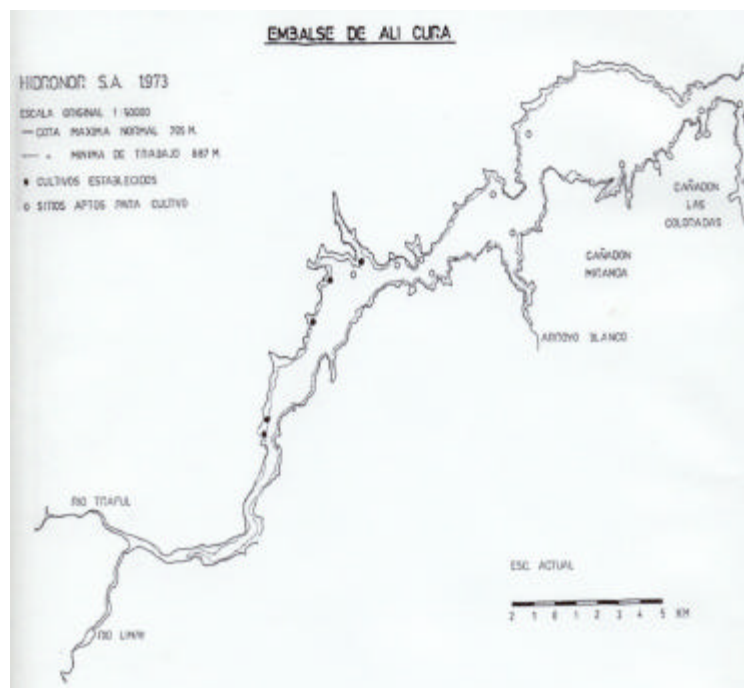 EMBALSE DE ALI CURA
HIDRONOR S.A. 1973
ESCALA ORIGINAL 1:50000
— COTA MAXIMA NORMAL 705 M.
— " MINIMA DE TRABAJO 687 M.
• CULTIVOS ESTABLECIDOS
o SITIOS APTOS PARA CULTIVO
CAÑADON
LAS
COLORADAS
CAÑADON
MIRANDA
ARROYO BLANCO
RIO TRAFUL
ESC. ACTUAL
2 1 0 1 2 3 4 5 KM
RIO LIMAY